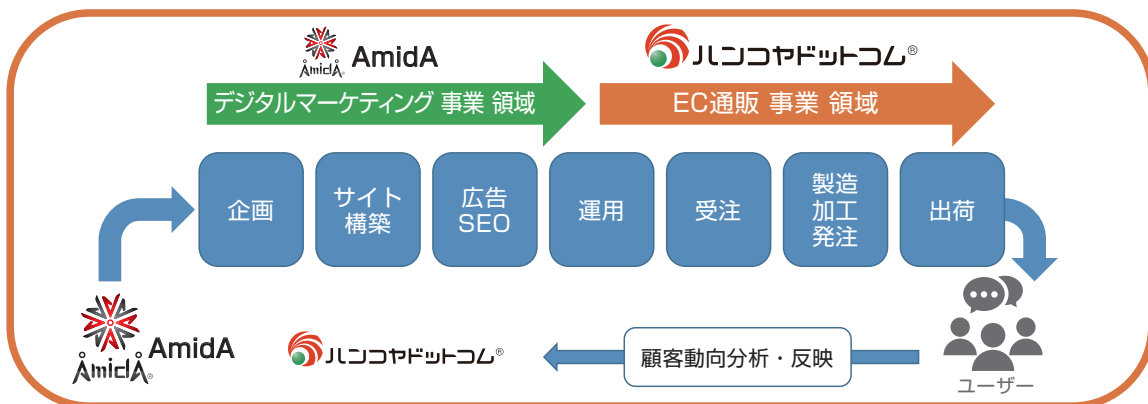 AmidA
AmidA®
ハンコヤドットコム®
デジタルマーケティング 事業 領域
EC通販 事業 領域
企画
サイト
構築
広告
SEO
運用
受注
製造
加工
発注
出荷
AmidA
AmidA®
ハンコヤドットコム®
顧客動向分析・反映
ユーザー